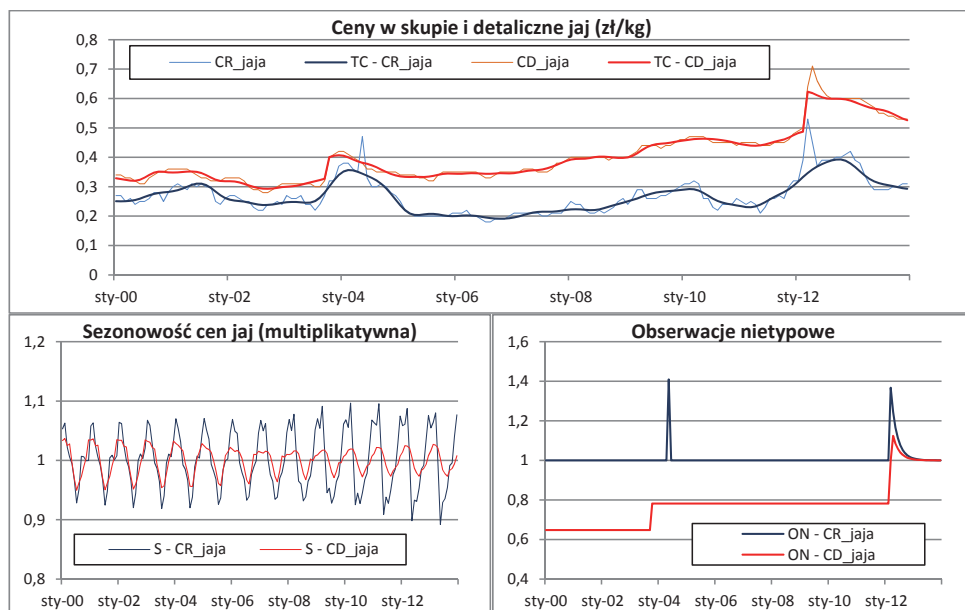 Ceny w skupie i detaliczne jaj (zł/kg)
0,8
0,7
0,6
0,5
0,4
0,3
0,2
0,1
0
CR_jaja TC - CR_jaja CD_jaja TC - CD_jaja
sty-00 sty-02 sty-04 sty-06 sty-08 sty-10 sty-12
Sezonowość cen jaj (multiplikatywna)
1,2
1,1
1
0,9
0,8
S - CR_jaja S - CD_jaja
sty-00 sty-02 sty-04 sty-06 sty-08 sty-10 sty-12
Obserwacje nietypowe
1,6
1,4
1,2
1,0
0,8
0,6
0,4
ON - CR_jaja
ON - CD_jaja
sty-00 sty-02 sty-04 sty-06 sty-08 sty-10 sty-12